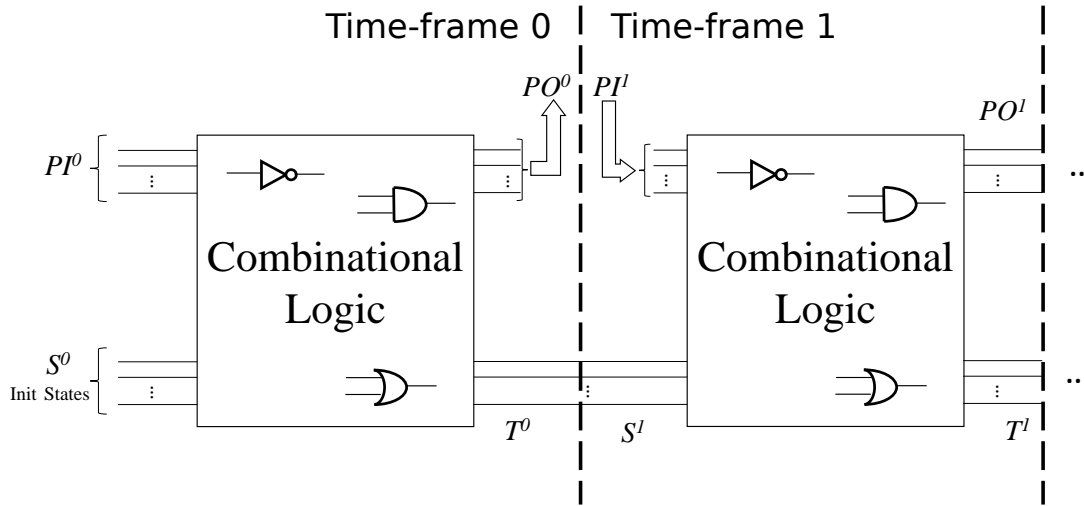 Time-frame 0
Time-frame 1
PO⁰
PI¹
PO¹
PI⁰
...
...
...
...
..
Combinational
Logic
Combinational
Logic
S⁰
Init States
...
...
...
..
T⁰
S¹
T¹